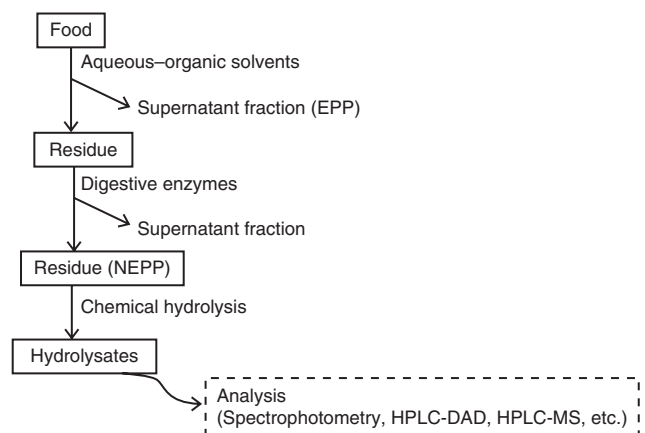 Food
Aqueous–organic solvents
Supernatant fraction (EPP)
Residue
Digestive enzymes
Supernatant fraction
Residue (NEPP)
Chemical hydrolysis
Hydrolysates
Analysis
(Spectrophotometry, HPLC-DAD, HPLC-MS, etc.)